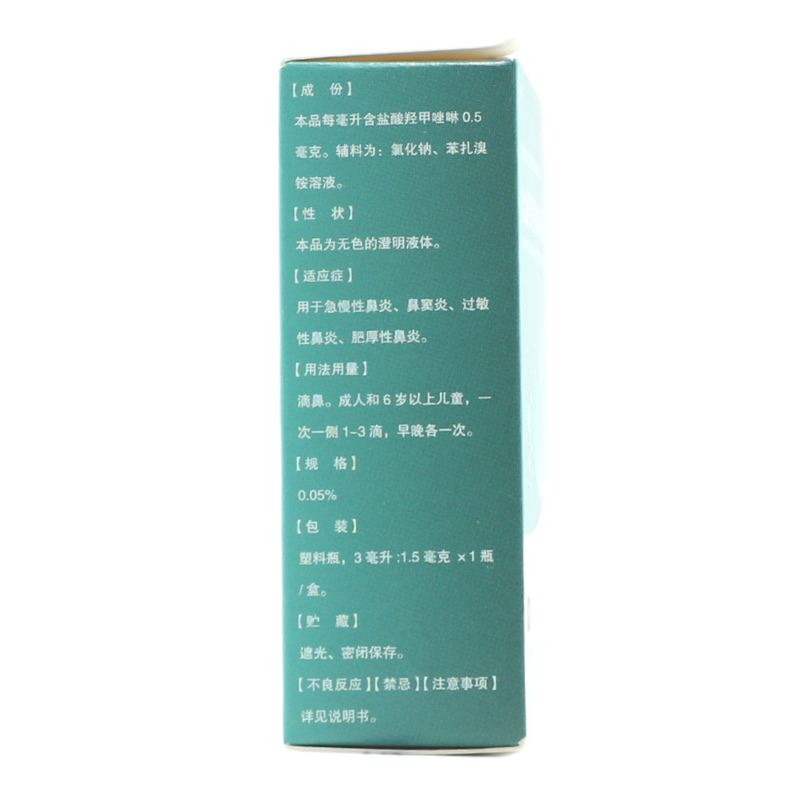 【成 份】
本品每毫升含盐酸羟甲唑啉0.5
毫克。辅料为：氯化钠、苯扎溴
铵溶液。
【性 状】
本品为无色的澄明液体。
【适应症】
用于急慢性鼻炎、鼻窦炎、过敏
性鼻炎、肥厚性鼻炎。
【用法用量】
滴鼻。成人和6岁以上儿童，一
次一侧1-3滴，早晚各一次。
【规 格】
0.05%
【包 装】
塑料瓶，3毫升:1.5毫克 ×1瓶
/盒。
【贮 藏】
遮光、密闭保存。
【不良反应】【禁忌】【注意事项】
详见说明书。